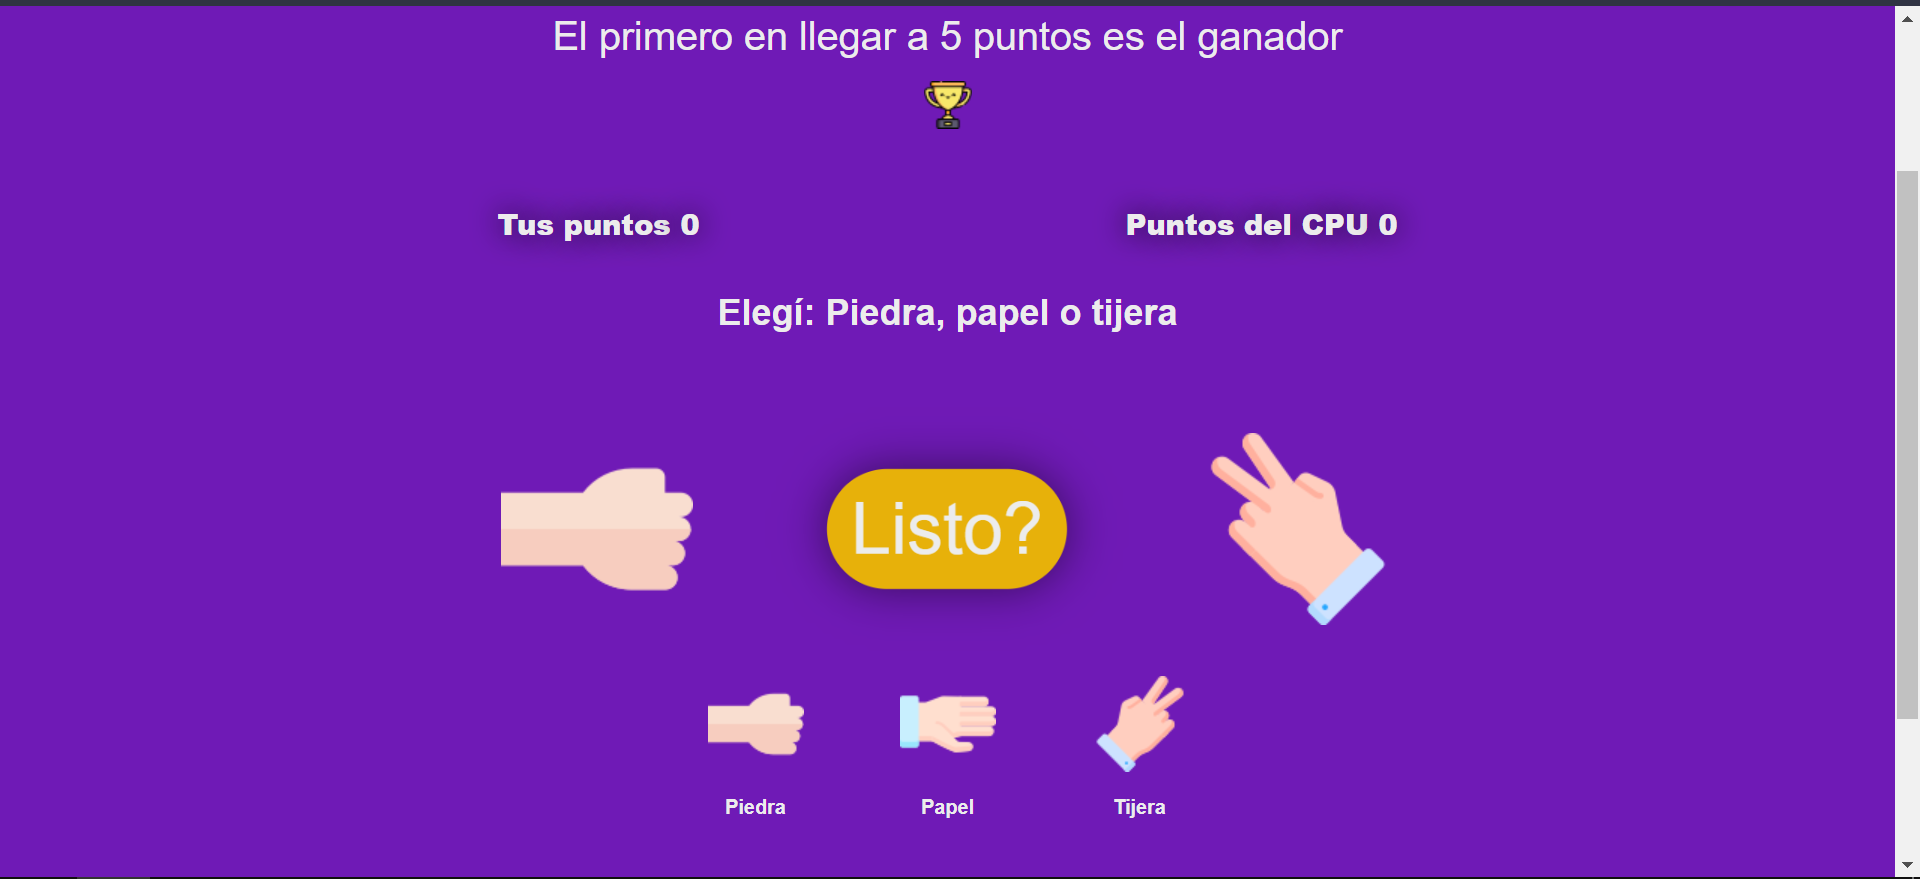 El primero en llegar a 5 puntos es el ganador
Tus puntos 0
Puntos del CPU 0
Elegí: Piedra, papel o tijera
Listo?
Piedra
Papel
Tijera